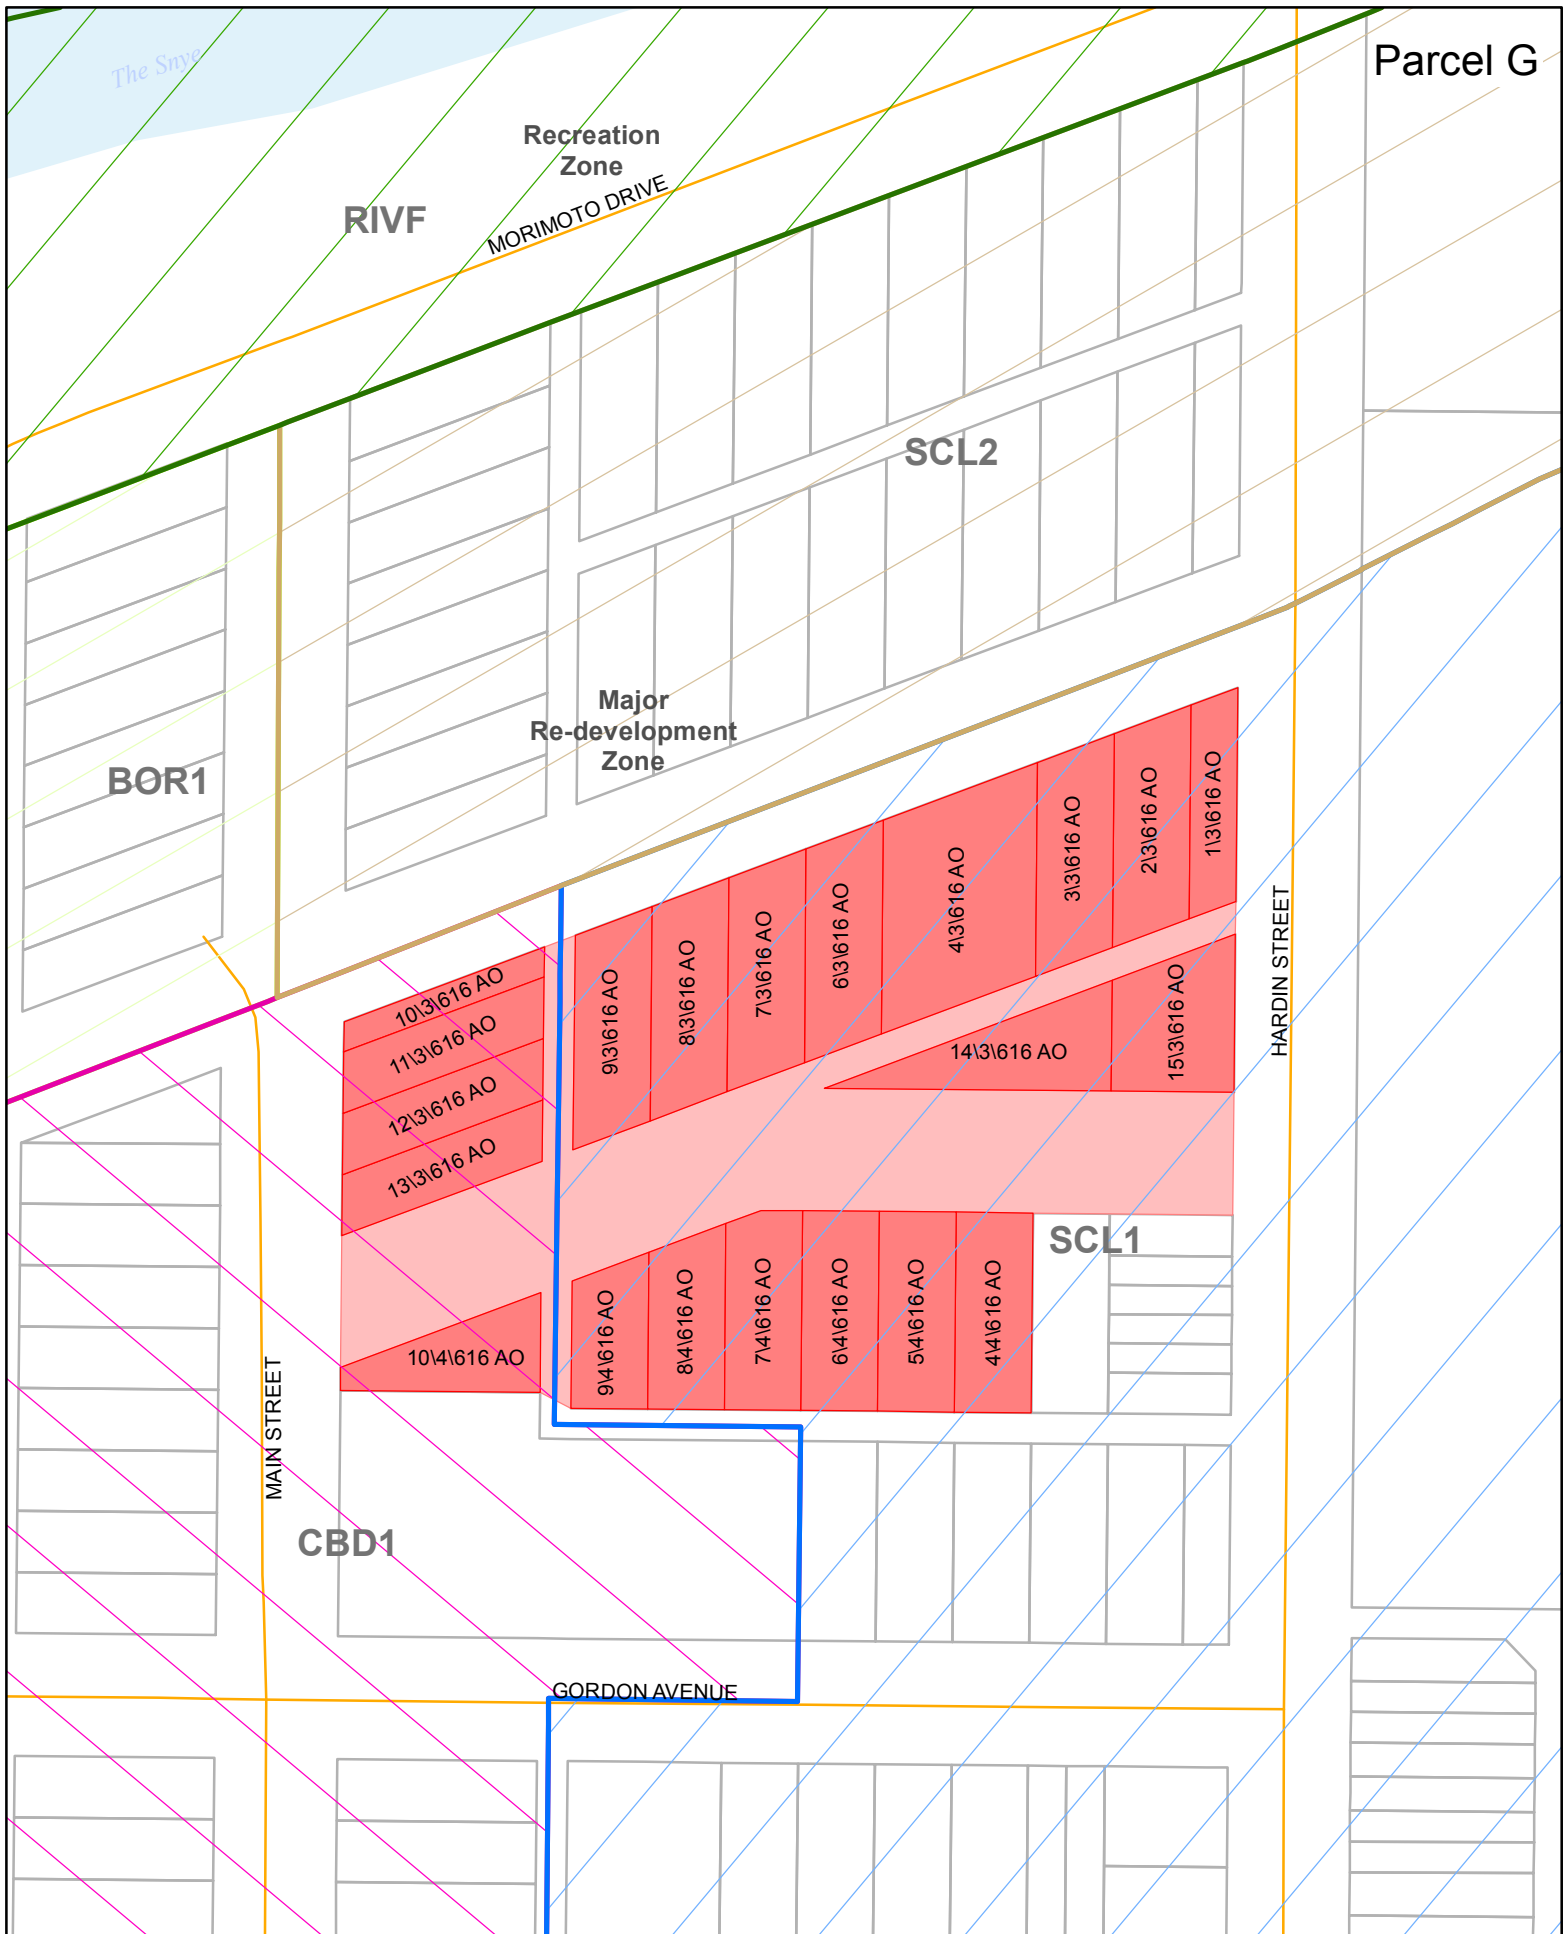 Parcel G
The Snye
Recreation
Zone
RIVF
MORIMOTO DRIVE
SCL2
Major
Re-development
Zone
BOR1
1\3\616 AO
2\3\616 AO
3\3\616 AO
4\3\616 AO
6\3\616 AO
7\3\616 AO
8\3\616 AO
9\3\616 AO
10\3\616 AO
11\3\616 AO
12\3\616 AO
13\3\616 AO
14\3\616 AO
15\3\616 AO
HARDIN STREET
SCL1
4\4\616 AO
5\4\616 AO
6\4\616 AO
7\4\616 AO
8\4\616 AO
9\4\616 AO
10\4\616 AO
MAIN STREET
CBD1
GORDON AVENUE